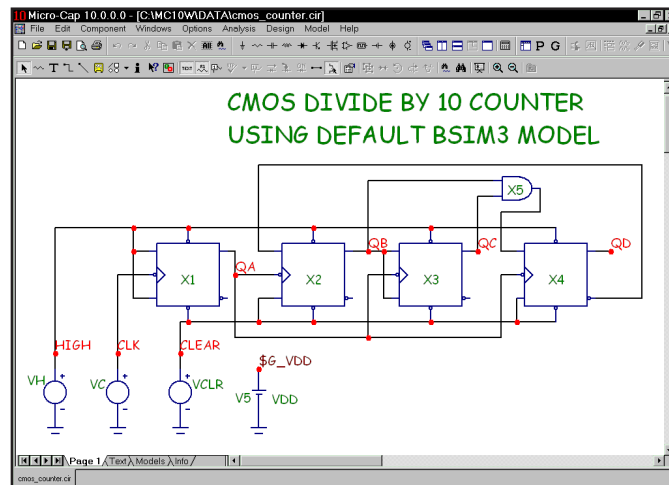 Micro-Cap 10.0.0.0 - [C:\MC10W\DATA\cmos_counter.cir]
File Edit Component Windows Options Analysis Design Model Help
CMOS DIVIDE BY 10 COUNTER
USING DEFAULT BSIM3 MODEL
X5
QA
QB
QC
QD
X1
X2
X3
X4
HIGH
CLK
CLEAR
$G_VDD
VH
VC
VCLR
V5
VDD
Page 1
Text
Models
Info
cmos_counter.cir